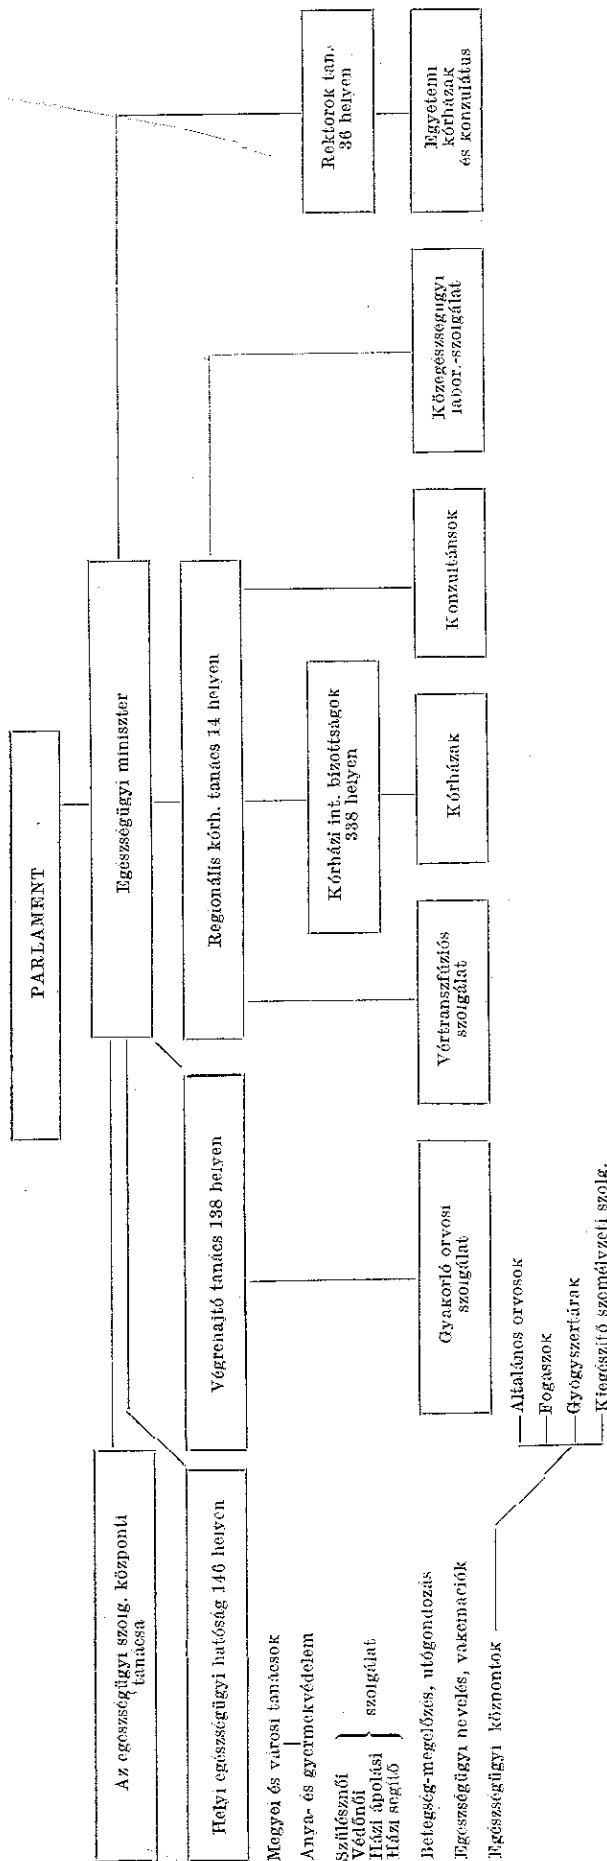 PARLAMENT
Az egészségügyi szolg. központi
tanácsa
Egészségügyi miniszter
Helyi egészségügyi hatóság 146 helyen
Végrehajtó tanács 138 helyen
Regionális kórh. tanács 14 helyen
Rektorok tan.
36 helyen
Kórházi int. bizottságok
338 helyen
Megyei és városi tanácsok
Anya- és gyermekvédelem
Szülésznői
Védőnői
Házi ápolási
Házi segítő
szolgálat
Betegség-megelőzés, utógondozás
Egészségügyi nevelés, vakcinációk
Egészségügyi központok
Gyakorló orvosi
szolgálat
Vértranszfúziós
szolgálat
Kórházak
Konzultánsok
Közegészségügyi
labor.-szolgálat
Egyetemi
kórházak
és konzulátus
Általános orvosok
Fogászok
Gyógyszertárak
Kiegészítő személyzeti szolg.